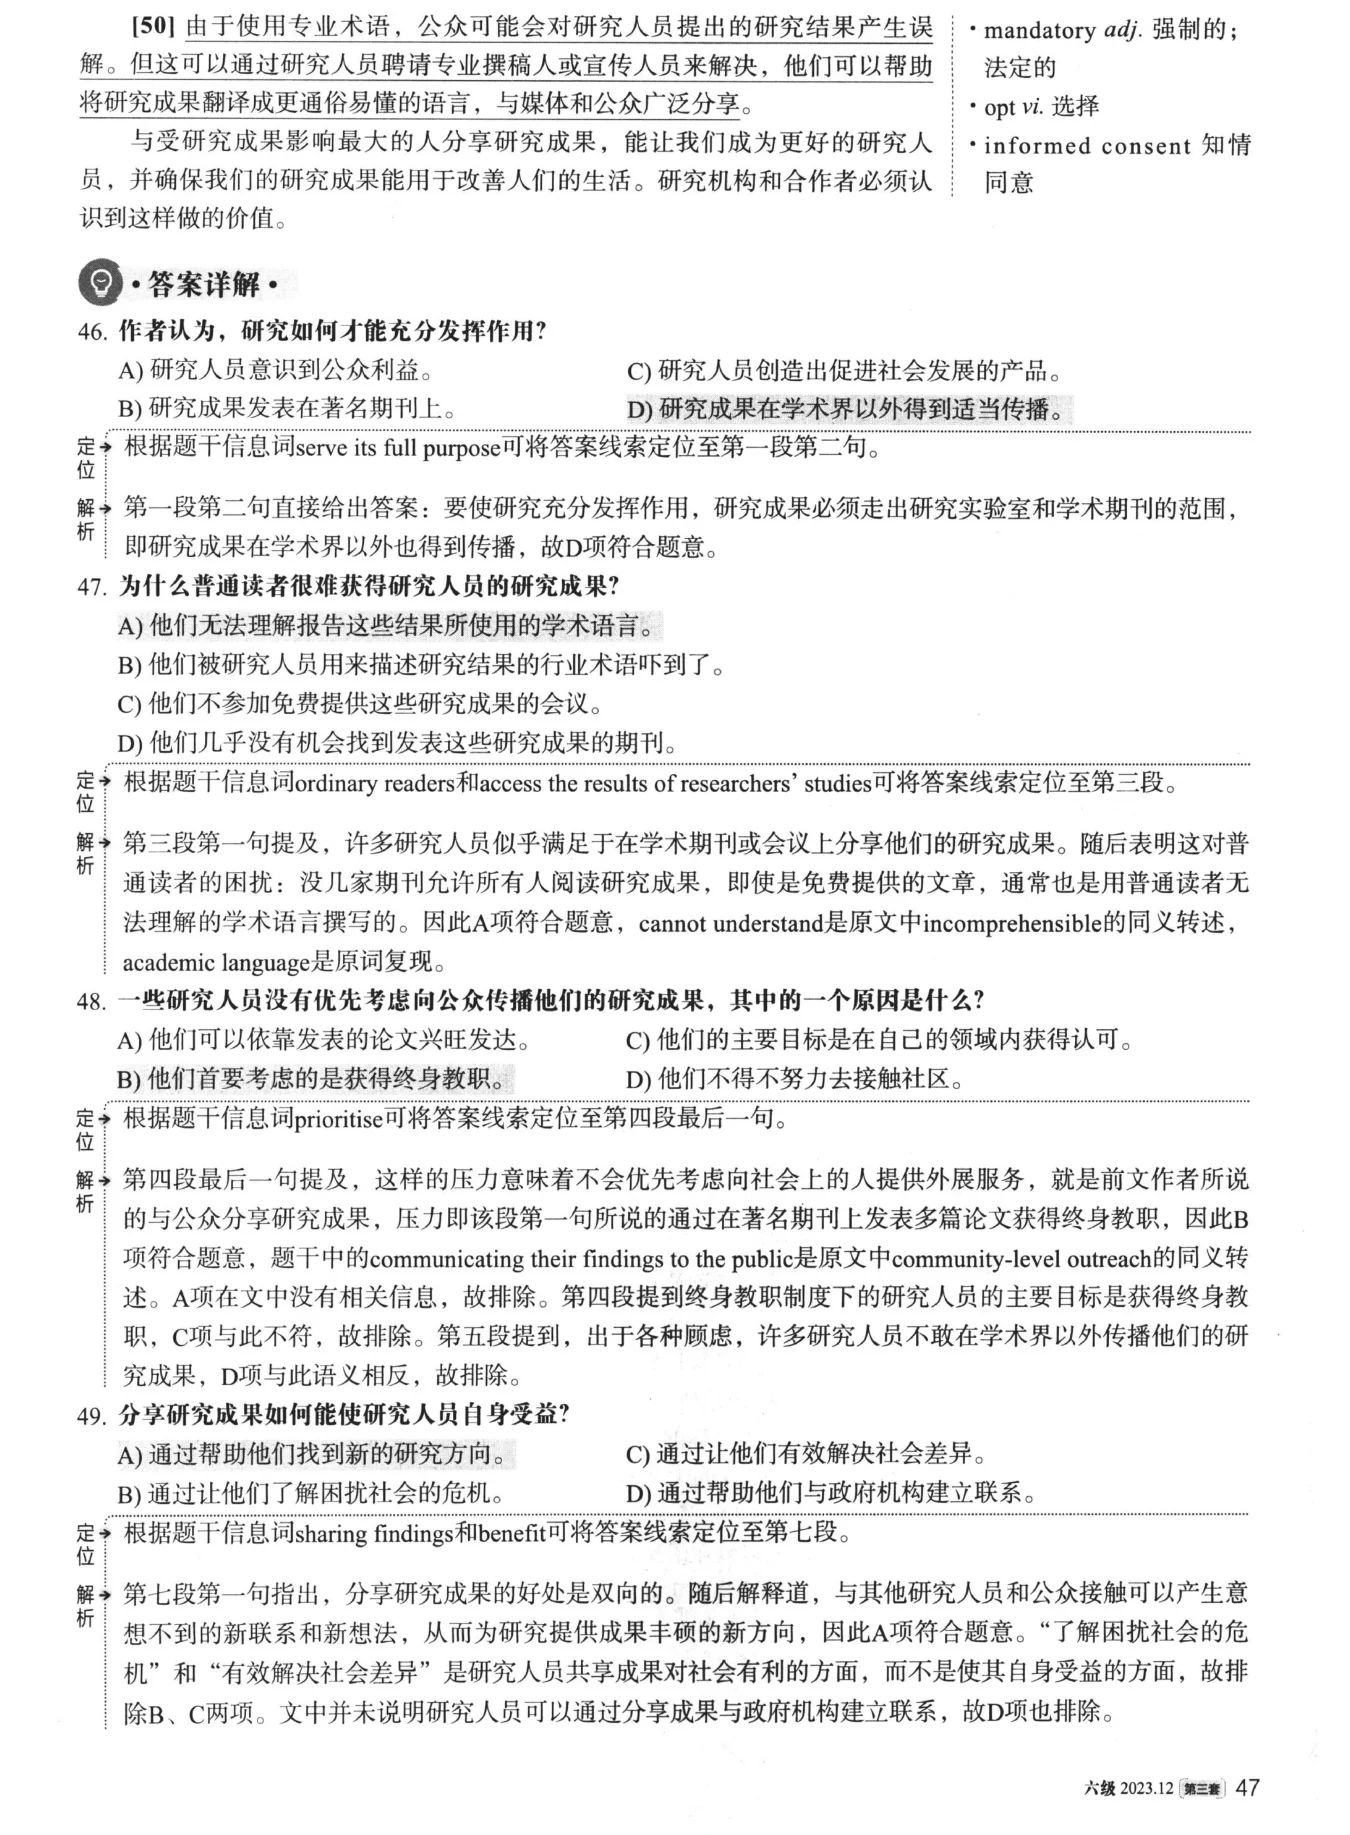 [50] 由于使用专业术语，公众可能会对研究人员提出的研究结果产生误
解。但这可以通过研究人员聘请专业撰稿人或宣传人员来解决，他们可以帮助
将研究成果翻译成更通俗易懂的语言，与媒体和公众广泛分享。
与受研究成果影响最大的人分享研究成果，能让我们成为更好的研究人
员，并确保我们的研究成果能用于改善人们的生活。研究机构和合作者必须认
识到这样做的价值。
• mandatory adj. 强制的；
法定的
• opt vi. 选择
• informed consent 知情
同意
• 答案详解 •
46. 作者认为，研究如何才能充分发挥作用？
A) 研究人员意识到公众利益。
C) 研究人员创造出促进社会发展的产品。
B) 研究成果发表在著名期刊上。
D) 研究成果在学术界以外得到适当传播。
定位 根据题干信息词serve its full purpose可将答案线索定位至第一段第二句。
解析 第一段第二句直接给出答案：要使研究充分发挥作用，研究成果必须走出研究实验室和学术期刊的范围，
即研究成果在学术界以外也得到传播，故D项符合题意。
47. 为什么普通读者很难获得研究人员的研究成果？
A) 他们无法理解报告这些结果所使用的学术语言。
B) 他们被研究人员用来描述研究结果的行业术语吓到了。
C) 他们不参加免费提供这些研究成果的会议。
D) 他们几乎没有机会找到发表这些研究成果的期刊。
定位 根据题干信息词ordinary readers和access the results of researchers' studies可将答案线索定位至第三段。
解析 第三段第一句提及，许多研究人员似乎满足于在学术期刊或会议上分享他们的研究成果。随后表明这对普
通读者的困扰：没几家期刊允许所有人阅读研究成果，即使是免费提供的文章，通常也是用普通读者无
法理解的学术语言撰写的。因此A项符合题意，cannot understand是原文中incomprehensible的同义转述，
academic language是原词复现。
48. 一些研究人员没有优先考虑向公众传播他们的研究成果，其中的一个原因是什么？
A) 他们可以依靠发表的论文兴旺发达。
C) 他们的主要目标是在自己的领域内获得认可。
B) 他们首要考虑的是获得终身教职。
D) 他们不得不努力去接触社区。
定位 根据题干信息词prioritise可将答案线索定位至第四段最后一句。
解析 第四段最后一句提及，这样的压力意味着不会优先考虑向社会上的人提供外展服务，就是前文作者所说
的与公众分享研究成果，压力即该段第一句所说的通过在著名期刊上发表多篇论文获得终身教职，因此B
项符合题意，题干中的communicating their findings to the public是原文中community-level outreach的同义转
述。A项在文中没有相关信息，故排除。第四段提到终身教职制度下的研究人员的主要目标是获得终身教
职，C项与此不符，故排除。第五段提到，出于各种顾虑，许多研究人员不敢在学术界以外传播他们的研
究成果，D项与此语义相反，故排除。
49. 分享研究成果如何能使研究人员自身受益？
A) 通过帮助他们找到新的研究方向。
C) 通过让他们有效解决社会差异。
B) 通过让他们了解困扰社会的危机。
D) 通过帮助他们与政府机构建立联系。
定位 根据题干信息词sharing findings和benefit可将答案线索定位至第七段。
解析 第七段第一句指出，分享研究成果的好处是双向的。随后解释道，与其他研究人员和公众接触可以产生意
想不到的新联系和新想法，从而为研究提供成果丰硕的新方向，因此A项符合题意。“了解困扰社会的危
机”和“有效解决社会差异”是研究人员共享成果对社会有利的方面，而不是使其自身受益的方面，故排
除B、C两项。文中并未说明研究人员可以通过分享成果与政府机构建立联系，故D项也排除。
六级 2023.12 第三套 47